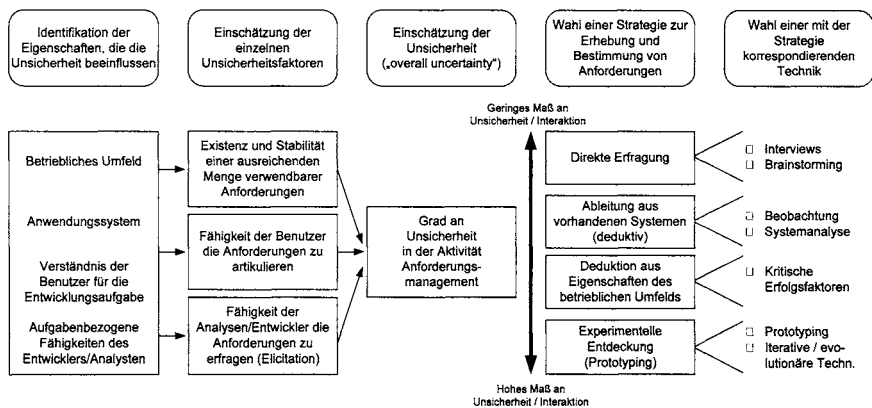 Identifikation der
Eigenschaften, die die
Unsicherheit beeinflussen
Einschätzung der
einzelnen
Unsicherheitsfaktoren
Einschätzung der
Unsicherheit
(„overall uncertainty“)
Wahl einer Strategie zur
Erhebung und
Bestimmung von
Anforderungen
Wahl einer mit der
Strategie
korrespondierenden
Technik
Betriebliches Umfeld
Anwendungssystem
Verständnis der
Benutzer für die
Entwicklungsaufgabe
Aufgabenbezogene
Fähigkeiten des
Entwicklers/Analysten
Existenz und Stabilität
einer ausreichenden
Menge verwendbarer
Anforderungen
Fähigkeit der Benutzer
die Anforderungen zu
artikulieren
Fähigkeit der
Analysen/Entwickler die
Anforderungen zu
erfragen (Elicitation)
Grad an
Unsicherheit
in der Aktivität
Anforderungs-
management
Geringes Maß an
Unsicherheit / Interaktion
Hohes Maß an
Unsicherheit / Interaktion
Direkte Erfragung
Ableitung aus
vorhandenen Systemen
(deduktiv)
Deduktion aus
Eigenschaften des
betrieblichen Umfelds
Experimentelle
Entdeckung
(Prototyping)
Interviews
Brainstorming
Beobachtung
Systemanalyse
Kritische
Erfolgsfaktoren
Prototyping
Iterative / evo-
lutionäre Techn.